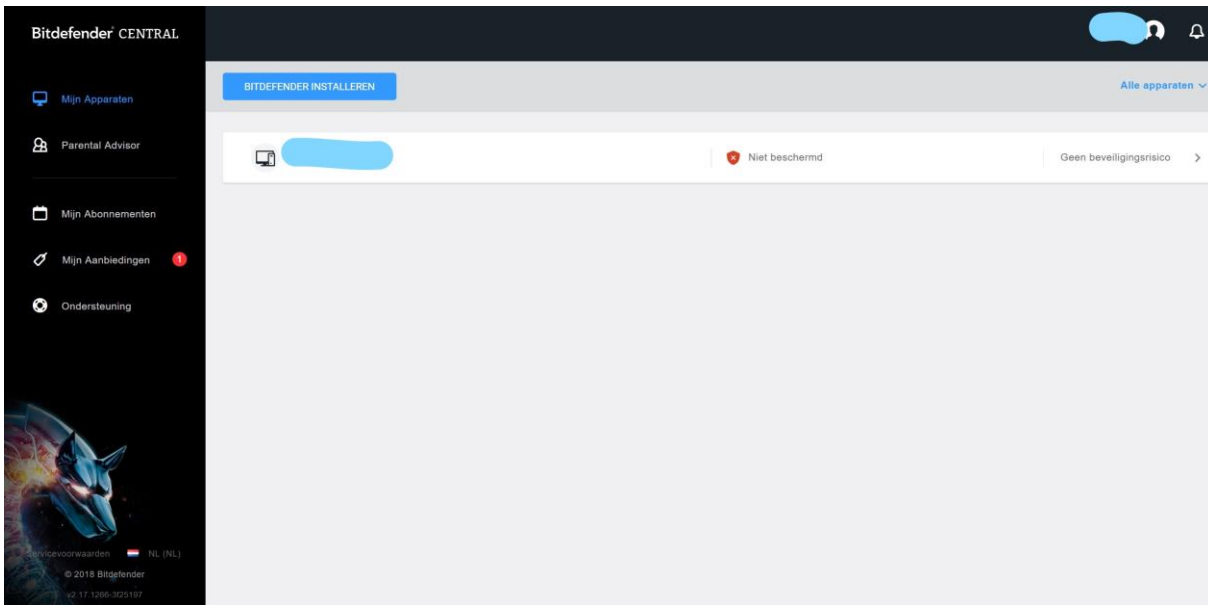 Bitdefender CENTRAL
Mijn Apparaten
Parental Advisor
Mijn Abonnementen
Mijn Aanbiedingen 1
Ondersteuning
Servicevoorwaarden NL (NL)
© 2018 Bitdefender
BITDEFENDER INSTALLEREN
Alle apparaten
Niet beschermd
Geen beveiligingsrisico